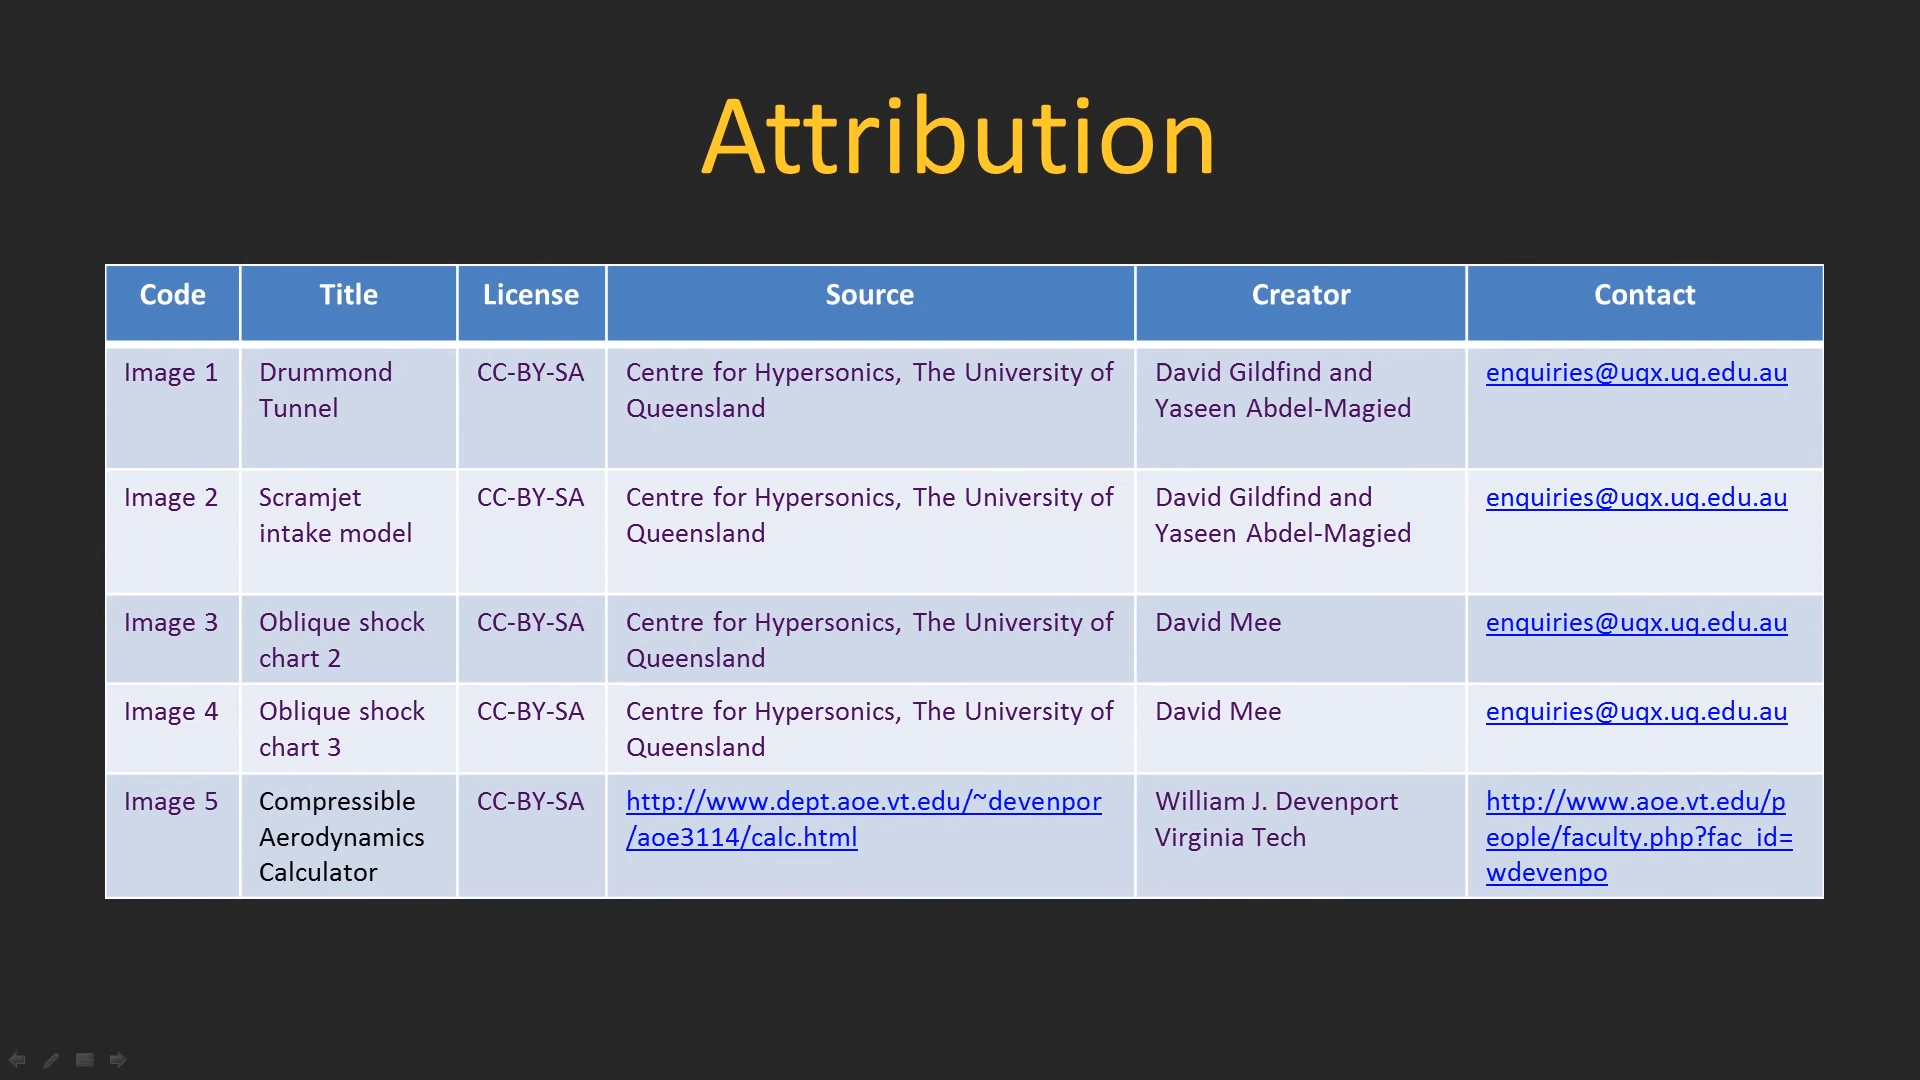 Attribution
Code Title License Source Creator Contact
Image 1 Drummond CC-BY-SA Centre for Hypersonics, The University of David Gildfind and enquiries@uqx.uq.edu.au
Tunnel Queensland Yaseen Abdel-Magied
Image 2 Scramjet CC-BY-SA Centre for Hypersonics, The University of David Gildfind and enquiries@uqx.uq.edu.au
intake model Queensland Yaseen Abdel-Magied
Image 3 Oblique shock CC-BY-SA Centre for Hypersonics, The University of David Mee enquiries@uqx.uq.edu.au
chart 2 Queensland
Image 4 Oblique shock CC-BY-SA Centre for Hypersonics, The University of David Mee enquiries@uqx.uq.edu.au
chart 3 Queensland
Image 5 Compressible CC-BY-SA http://www.dept.aoe.vt.edu/~devenpor William J. Devenport http://www.aoe.vt.edu/p
Aerodynamics /aoe3114/calc.html Virginia Tech eople/faculty.php?fac_id=
Calculator wdevenpo